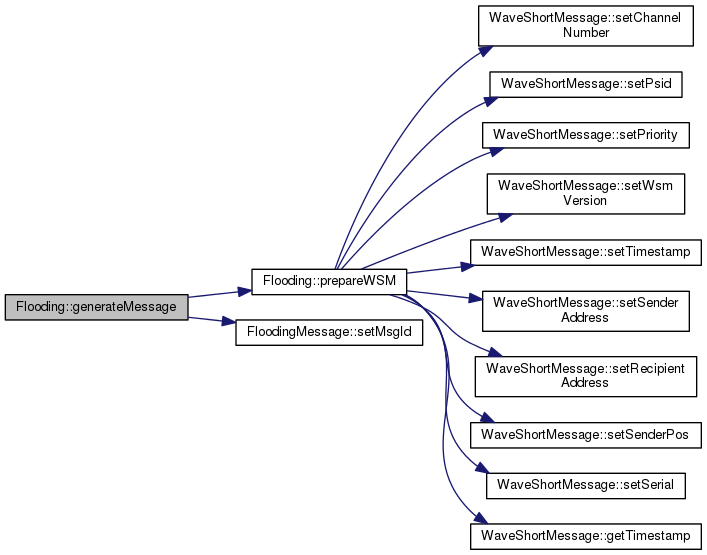 Flooding::generateMessage
Flooding::prepareWSM
FloodingMessage::setMsgId
WaveShortMessage::setChannel
Number
WaveShortMessage::setPsid
WaveShortMessage::setPriority
WaveShortMessage::setWsm
Version
WaveShortMessage::setTimestamp
WaveShortMessage::setSender
Address
WaveShortMessage::setRecipient
Address
WaveShortMessage::setSenderPos
WaveShortMessage::setSerial
WaveShortMessage::getTimestamp